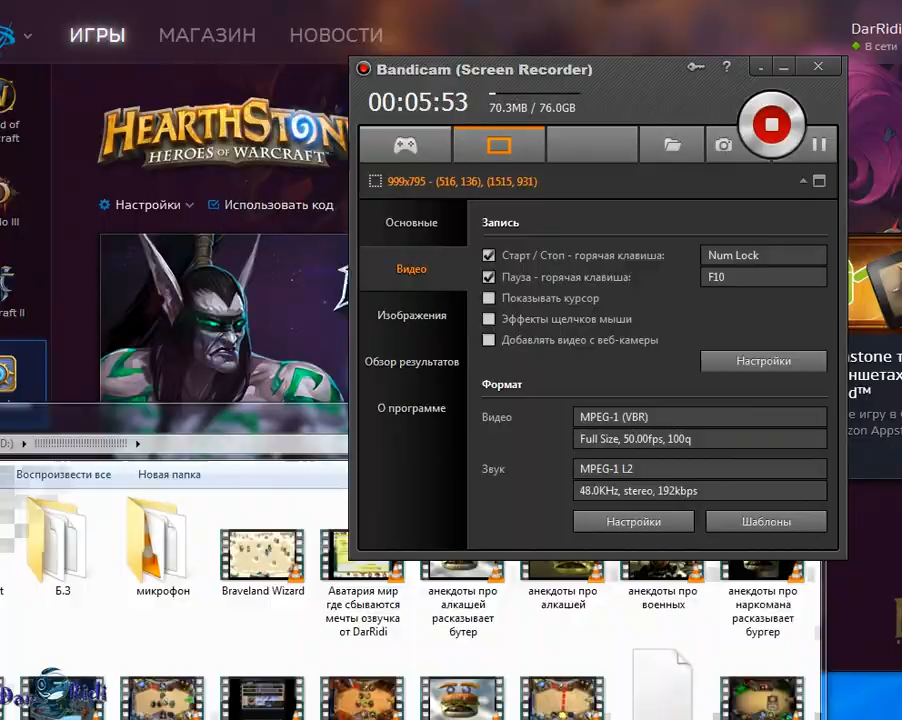 ИГРЫ МАГАЗИН НОВОСТИ
DarRidi
В сети
Bandicam (Screen Recorder)
00:05:53 70.3MB / 76.0GB
HEARTHSTONE
HEROES OF WARCRAFT
Настройки Использовать код
999x795 - (516, 136), (1515, 931)
Основные
Видео
Изображения
Обзор результатов
О программе
Запись
Старт / Стоп - горячая клавиша: Num Lock
Пауза - горячая клавиша: F10
Показывать курсор
Эффекты щелчков мыши
Добавлять видео с веб-камеры
Настройки
Формат
Видео MPEG-1 (VBR)
Full Size, 50.00fps, 100q
Звук MPEG-1 L2
48.0KHz, stereo, 192kbps
Настройки Шаблоны
Воспроизвести все Новая папка
Б.З
микрофон
Braveland Wizard
Аватария мир
где сбываются
мечты озвучка
от DarRidi
анекдоты про
алкашей
рассказывает
бутер
анекдоты про
алкашей
анекдоты про
военных
анекдоты про
наркомана
рассказывает
бургер
DarRidi